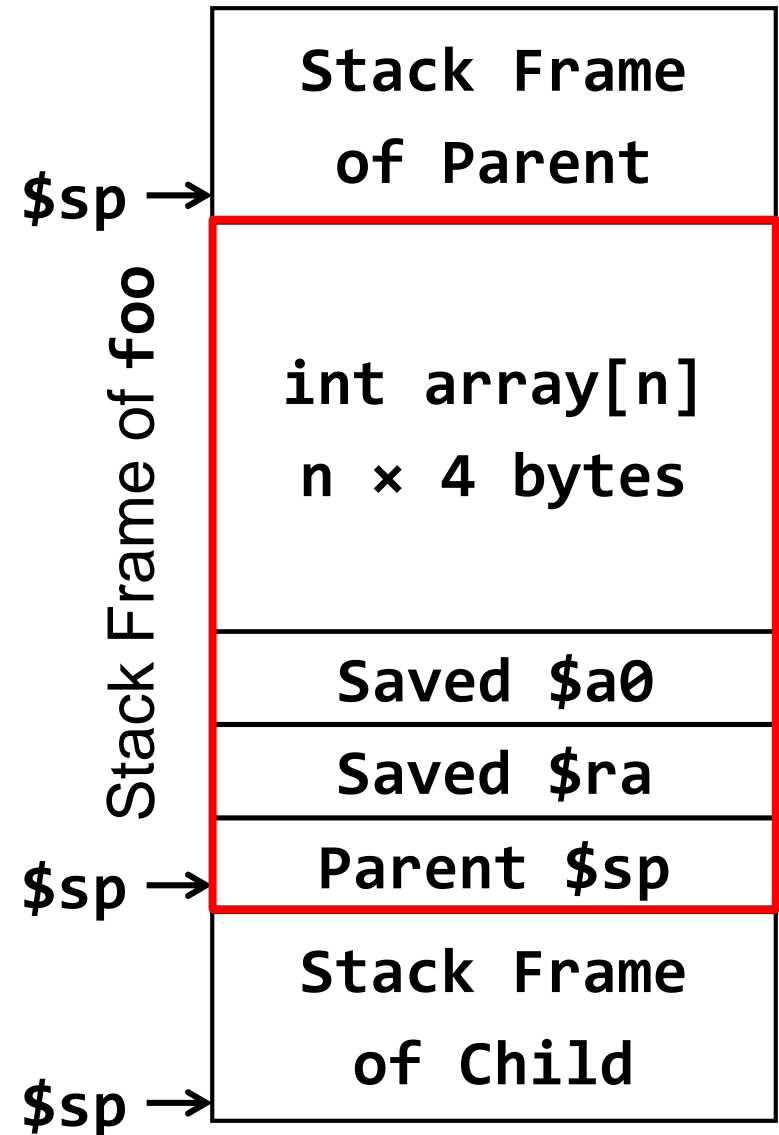 Stack Frame
of Parent
$sp
Stack Frame of foo
int array[n]
n × 4 bytes
Saved $a0
Saved $ra
Parent $sp
$sp
Stack Frame
of Child
$sp